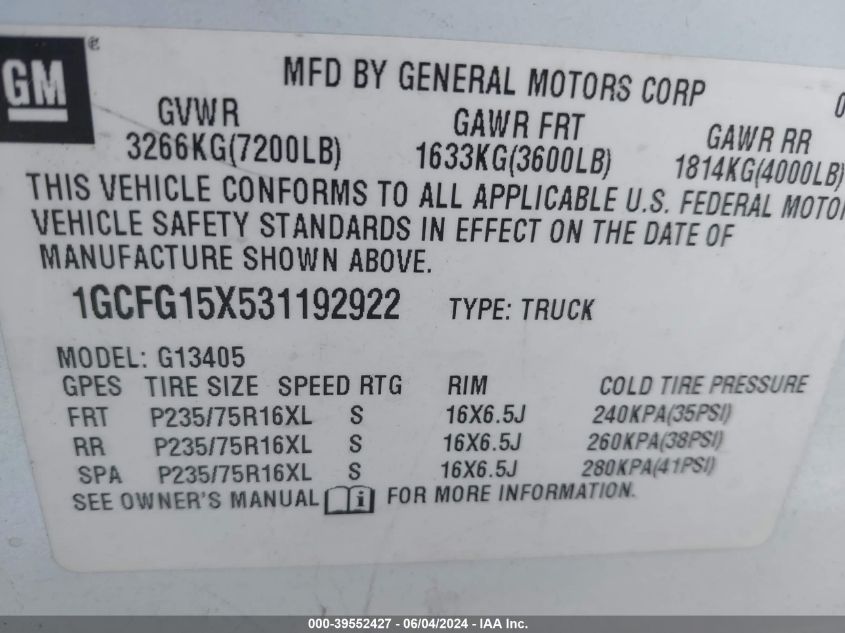 GM
MFD BY GENERAL MOTORS CORP
GVWR GAWR FRT GAWR RR
3266KG(7200LB) 1633KG(3600LB) 1814KG(4000LB)
THIS VEHICLE CONFORMS TO ALL APPLICABLE U.S. FEDERAL MOTOR
VEHICLE SAFETY STANDARDS IN EFFECT ON THE DATE OF
MANUFACTURE SHOWN ABOVE.
1GCFG15X531192922 TYPE: TRUCK
MODEL: G13405
GPES TIRE SIZE SPEED RTG RIM COLD TIRE PRESSURE
FRT P235/75R16XL S 16X6.5J 240KPA(35PSI)
RR P235/75R16XL S 16X6.5J 260KPA(38PSI)
SPA P235/75R16XL S 16X6.5J 280KPA(41PSI)
SEE OWNER'S MANUAL i FOR MORE INFORMATION.
000-39552427 - 06/04/2024 - IAA Inc.